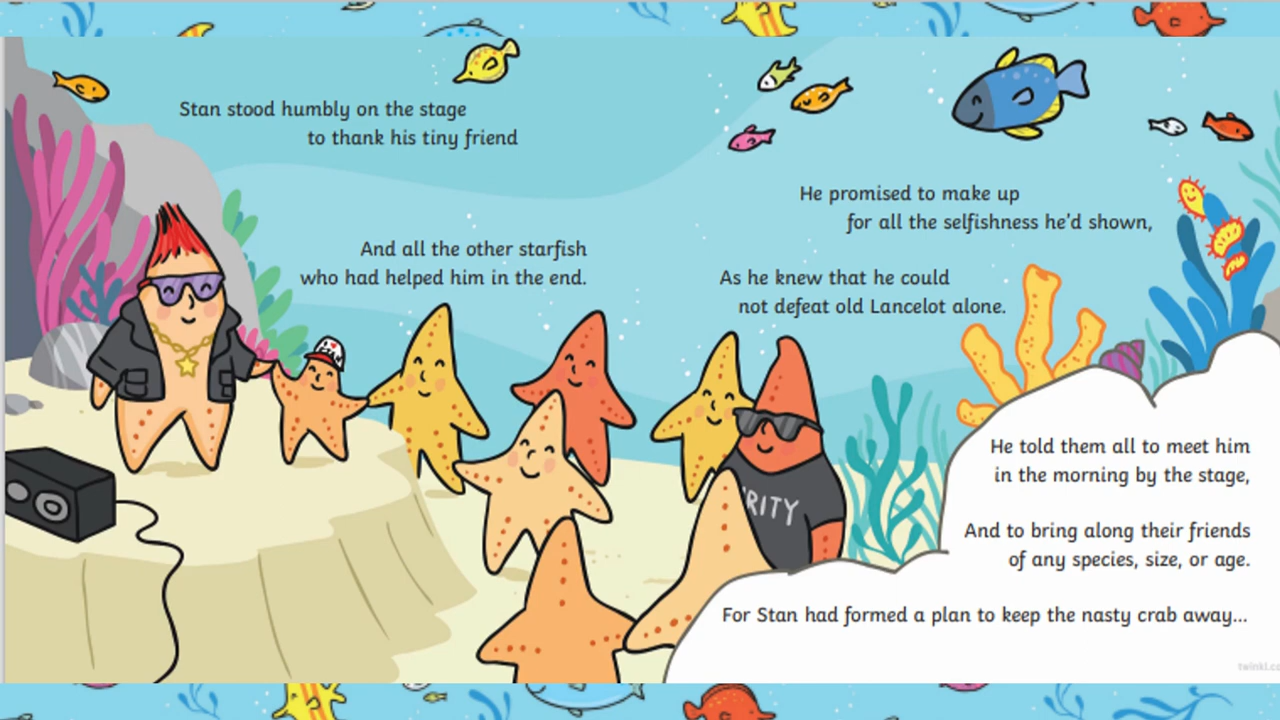 Stan stood humbly on the stage
to thank his tiny friend
And all the other starfish
who had helped him in the end.
He promised to make up
for all the selfishness he'd shown,
As he knew that he could
not defeat old Lancelot alone.
He told them all to meet him
in the morning by the stage,
And to bring along their friends
of any species, size, or age.
For Stan had formed a plan to keep the nasty crab away...
RITY
twinkl.co